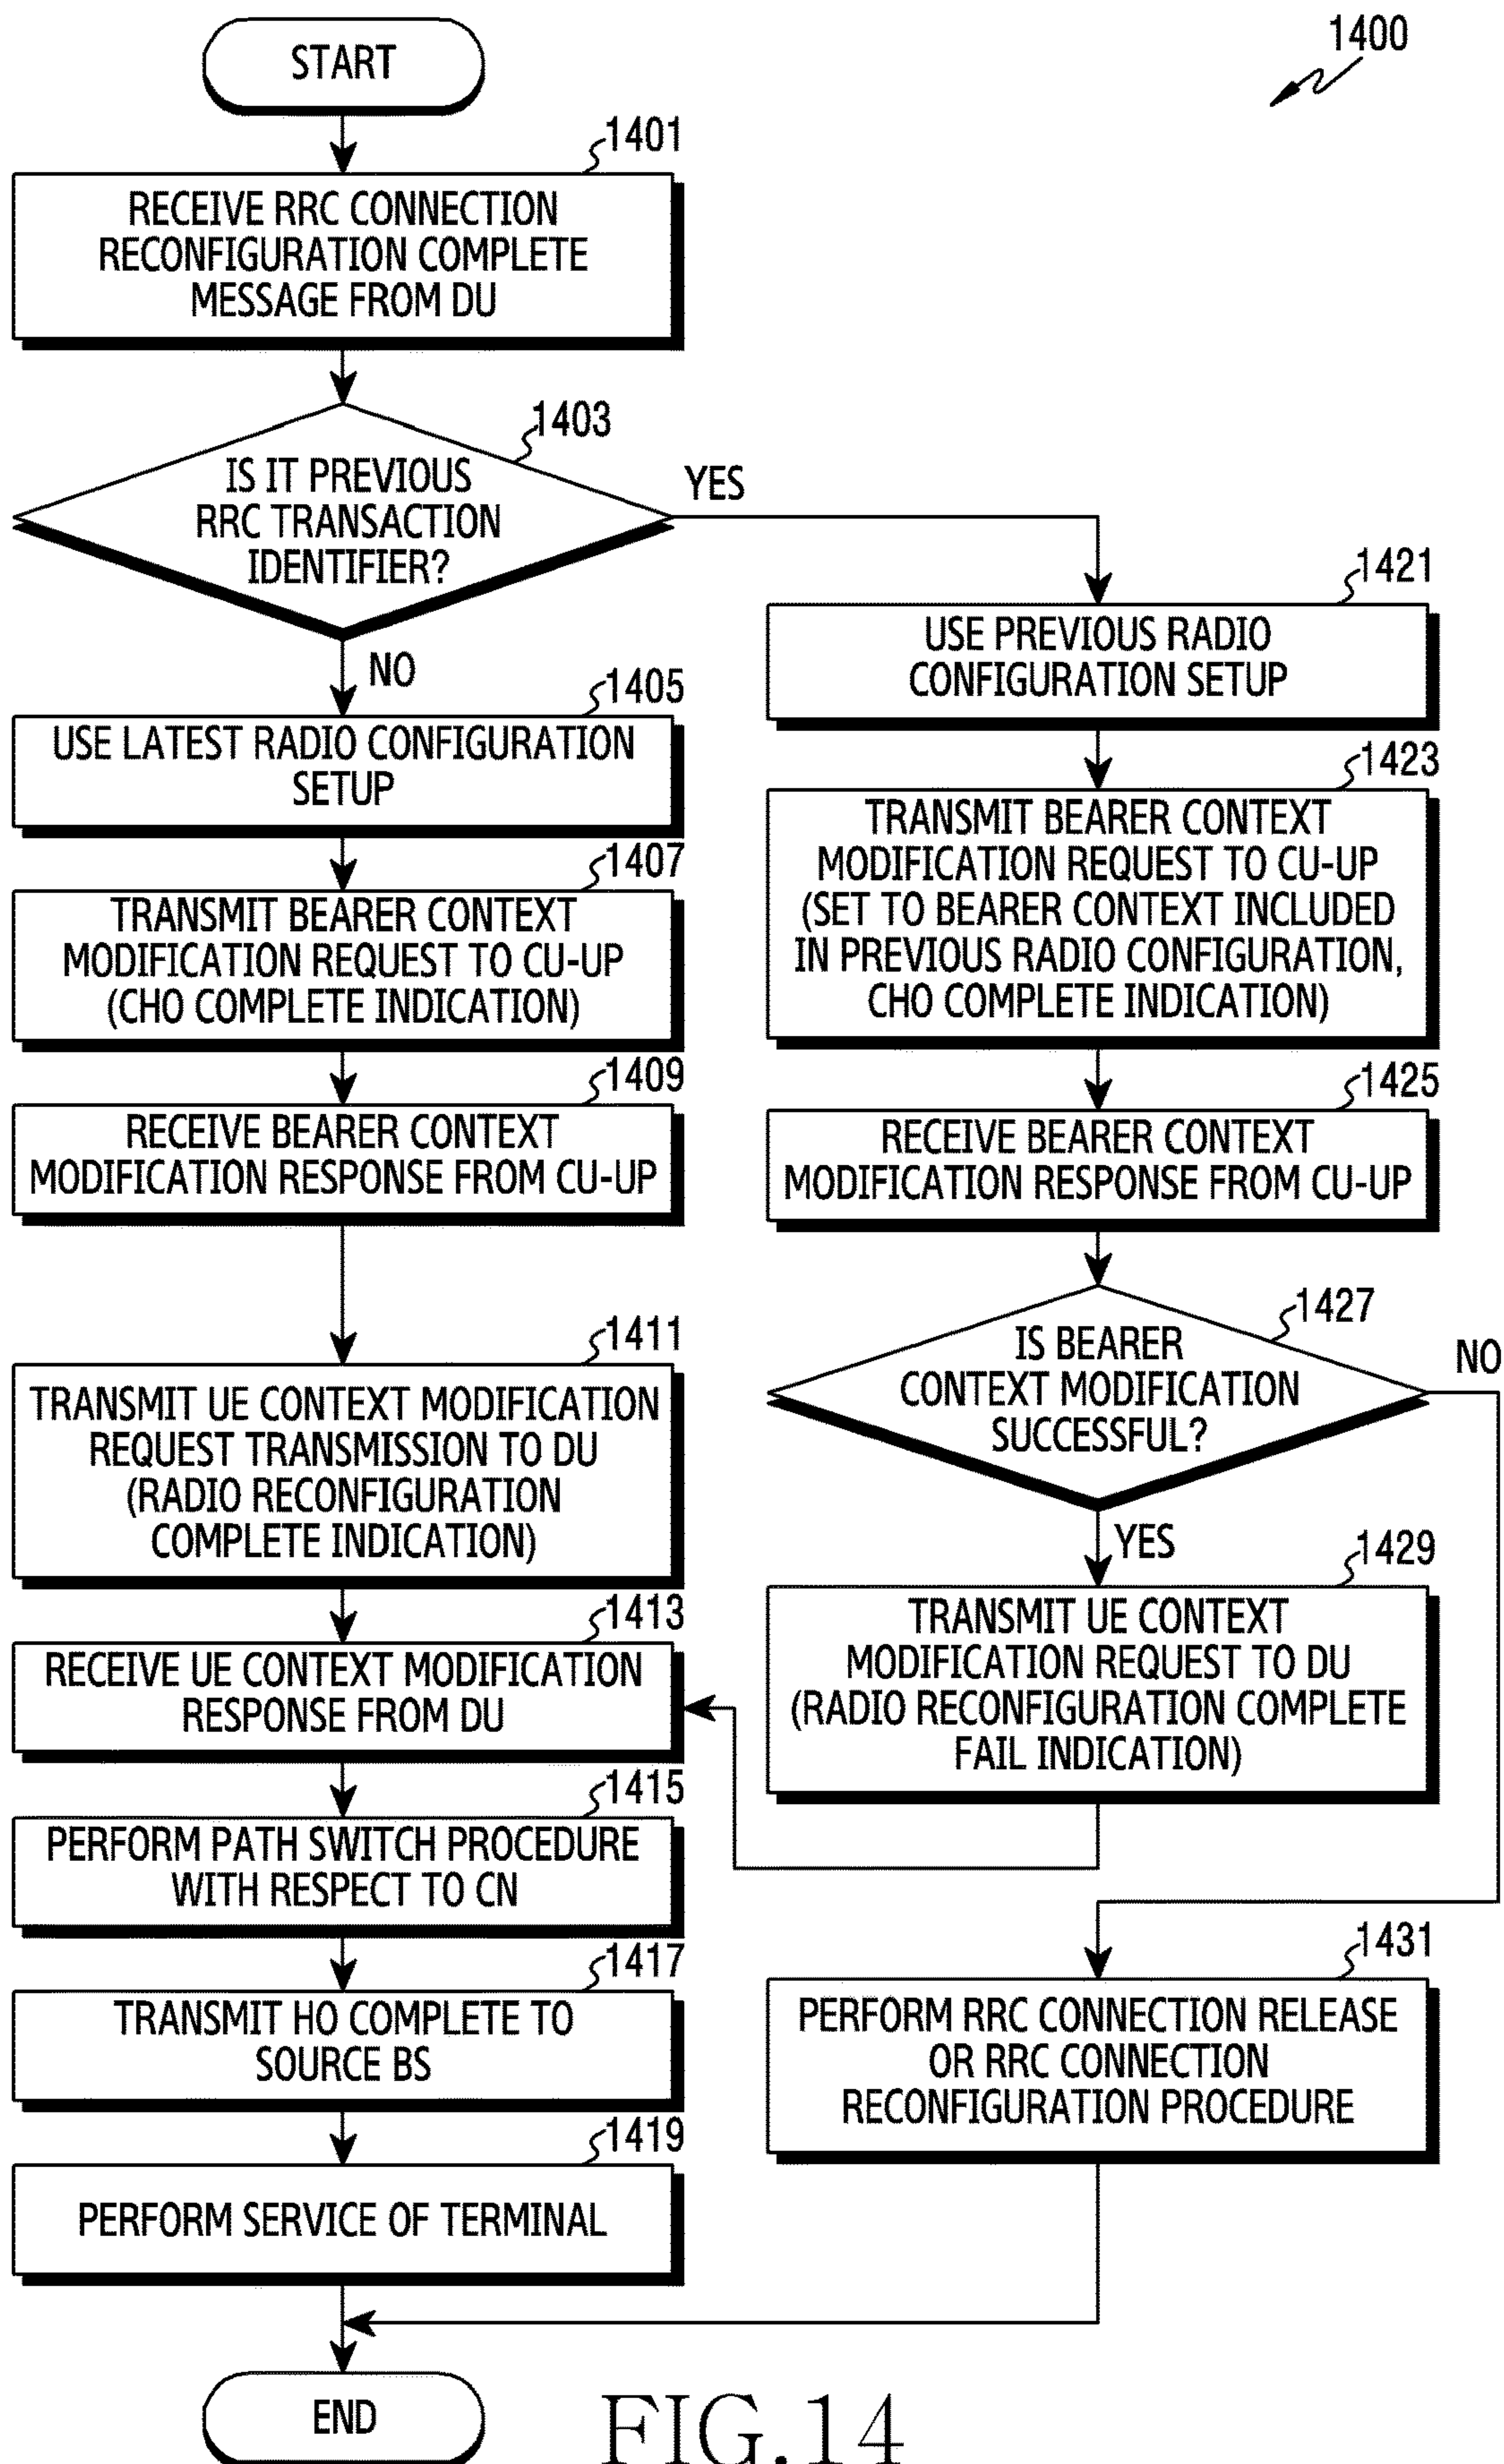 1400
START
1401
RECEIVE RRC CONNECTION
RECONFIGURATION COMPLETE
MESSAGE FROM DU
1403
IS IT PREVIOUS
RRC TRANSACTION
IDENTIFIER?
YES
NO
1405
USE LATEST RADIO CONFIGURATION
SETUP
1407
TRANSMIT BEARER CONTEXT
MODIFICATION REQUEST TO CU-UP
(CHO COMPLETE INDICATION)
1409
RECEIVE BEARER CONTEXT
MODIFICATION RESPONSE FROM CU-UP
1411
TRANSMIT UE CONTEXT MODIFICATION
REQUEST TRANSMISSION TO DU
(RADIO RECONFIGURATION
COMPLETE INDICATION)
1413
RECEIVE UE CONTEXT MODIFICATION
RESPONSE FROM DU
1415
PERFORM PATH SWITCH PROCEDURE
WITH RESPECT TO CN
1417
TRANSMIT HO COMPLETE TO
SOURCE BS
1419
PERFORM SERVICE OF TERMINAL
1421
USE PREVIOUS RADIO
CONFIGURATION SETUP
1423
TRANSMIT BEARER CONTEXT
MODIFICATION REQUEST TO CU-UP
(SET TO BEARER CONTEXT INCLUDED
IN PREVIOUS RADIO CONFIGURATION,
CHO COMPLETE INDICATION)
1425
RECEIVE BEARER CONTEXT
MODIFICATION RESPONSE FROM CU-UP
1427
IS BEARER
CONTEXT MODIFICATION
SUCCESSFUL?
NO
YES
1429
TRANSMIT UE CONTEXT
MODIFICATION REQUEST TO DU
(RADIO RECONFIGURATION COMPLETE
FAIL INDICATION)
1431
PERFORM RRC CONNECTION RELEASE
OR RRC CONNECTION
RECONFIGURATION PROCEDURE
END
FIG.14